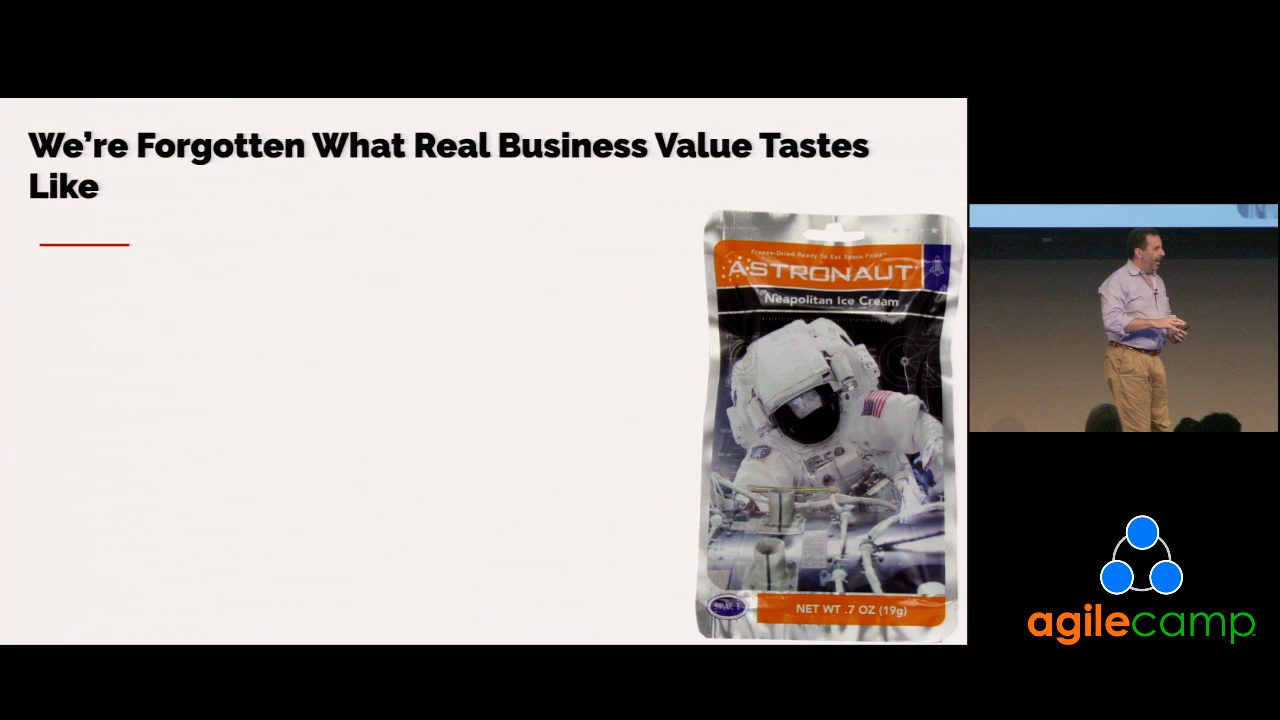 We’re Forgotten What Real Business Value Tastes
Like
Freeze-Dried Ready To Eat Space Food
ASTRONAUT
Neapolitan Ice Cream
SPACE
NET WT .7 OZ (19g)
agilecamp